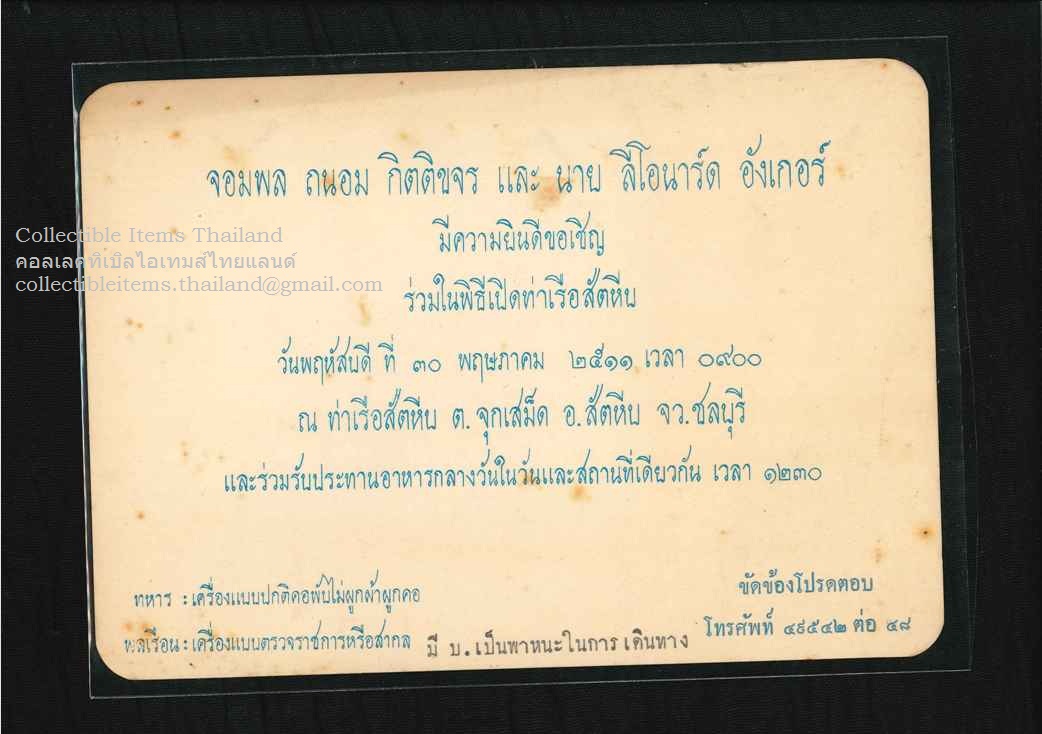 จอมพล ถนอม กิตติขจร และ นาย ลีโอนาร์ด อังเกอร์
มีความยินดีขอเชิญ
Collectible Items Thailand
คอลเลคทิเบิลไอเทมส์ไทยแลนด์
collectibleitems.thailand@gmail.com
ร่วมในพิธีเปิดท่าเรือสัตหีบ
วันพฤหัสบดี ที่ ๓๐ พฤษภาคม ๒๕๑๑ เวลา ๐๙๐๐
ณ ท่าเรือสัตหีบ ต.จุกเสม็ด อ.สัตหีบ จว.ชลบุรี
และร่วมรับประทานอาหารกลางวันในวันและสถานที่เดียวกัน เวลา ๑๒๓๐
ทหาร : เครื่องแบบปกติคอพับไม่ผูกผ้าผูกคอ
พลเรือน : เครื่องแบบตรวจราชการหรือสากล
มี บ.เป็นพาหนะในการเดินทาง
ขัดข้องโปรดตอบ
โทรศัพท์ ๔๙๕๔๒ ต่อ ๔๘